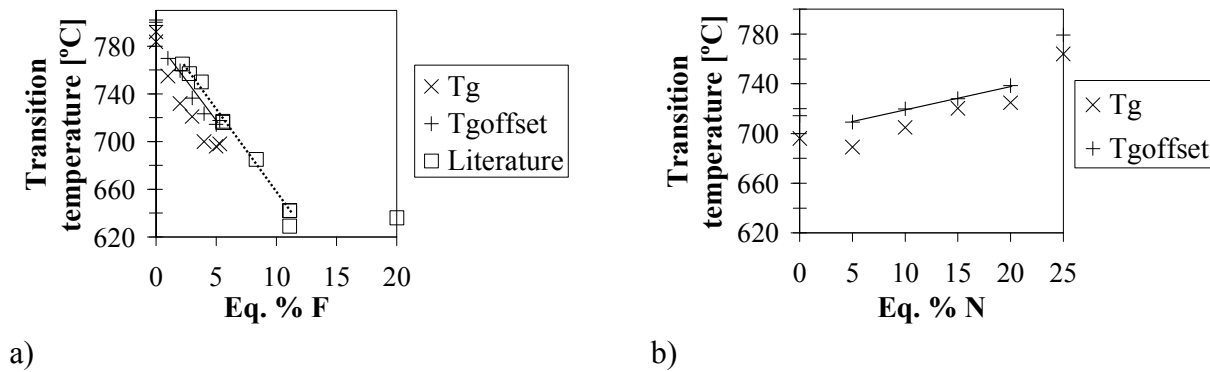 Transition
temperature [ºC]
780
740
700
660
620
0 5 10 15 20
Eq. % F
Tg
Tgoffset
Literature
a)
Transition
temperature [ºC]
780
740
700
660
620
0 5 10 15 20 25
Eq. % N
Tg
Tgoffset
b)